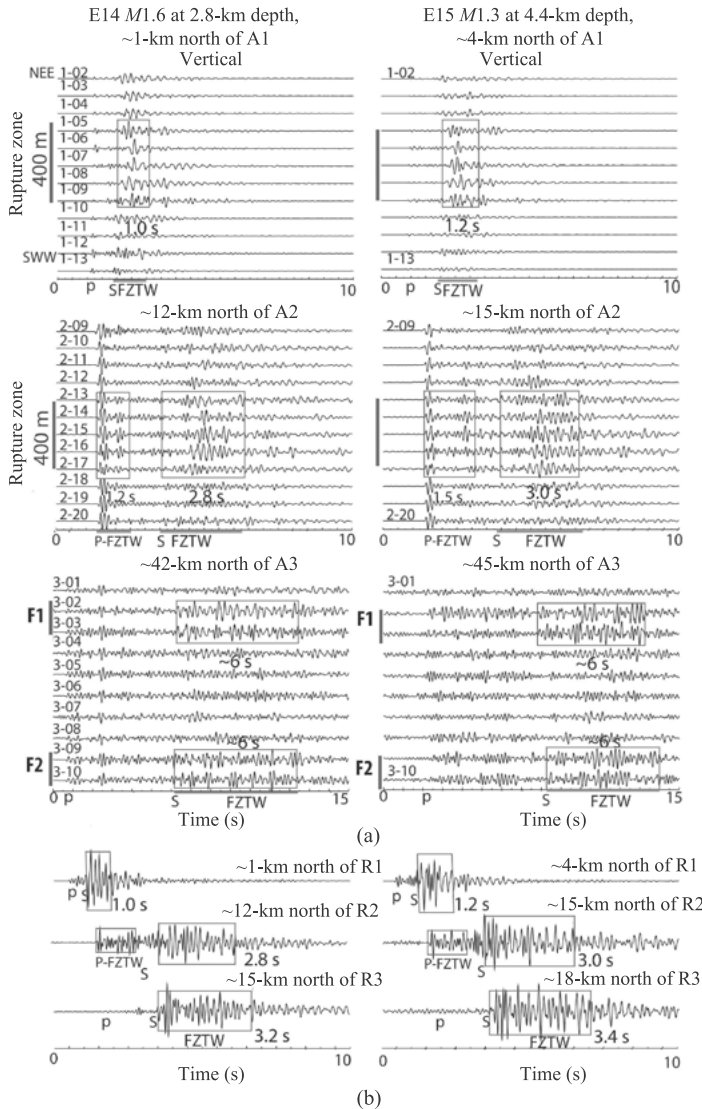 E14 M1.6 at 2.8-km depth,
~1-km north of A1
Vertical
NEE 1-02
1-03
1-04
1-05
1-06
1-07
1-08
1-09
1-10
1-11
1-12
SWW 1-13
Rupture zone
400 m
1.0 s
0 p SFZTW 10
E15 M1.3 at 4.4-km depth,
~4-km north of A1
Vertical
1-02
1.2 s
1-13
0 p SFZTW 10
~12-km north of A2
2-09
2-10
2-11
2-12
2-13
2-14
2-15
2-16
2-17
2-18
2-19
2-20
Rupture zone
400 m
1.2 s 2.8 s
0 P-FZTW S FZTW 10
~15-km north of A2
2-09
1.5 s 3.0 s
2-20
0 P-FZTW S FZTW 10
~42-km north of A3
3-01
3-02
F1
3-03
3-04
~6 s
3-05
3-06
3-07
3-08
~6 s
3-09
F2
3-10
0 p S FZTW 15
Time (s)
~45-km north of A3
3-01
F1
~6 s
~6 s
F2
3-10
0 p S FZTW 15
Time (s)
(a)
~1-km north of R1
p S 1.0 s
~12-km north of R2
P-FZTW S 2.8 s
~15-km north of R3
p S FZTW 3.2 s
0 10
Time (s)
~4-km north of R1
p S 1.2 s
~15-km north of R2
P-FZTW S 3.0 s
~18-km north of R3
p S FZTW 3.4 s
0 10
Time (s)
(b)